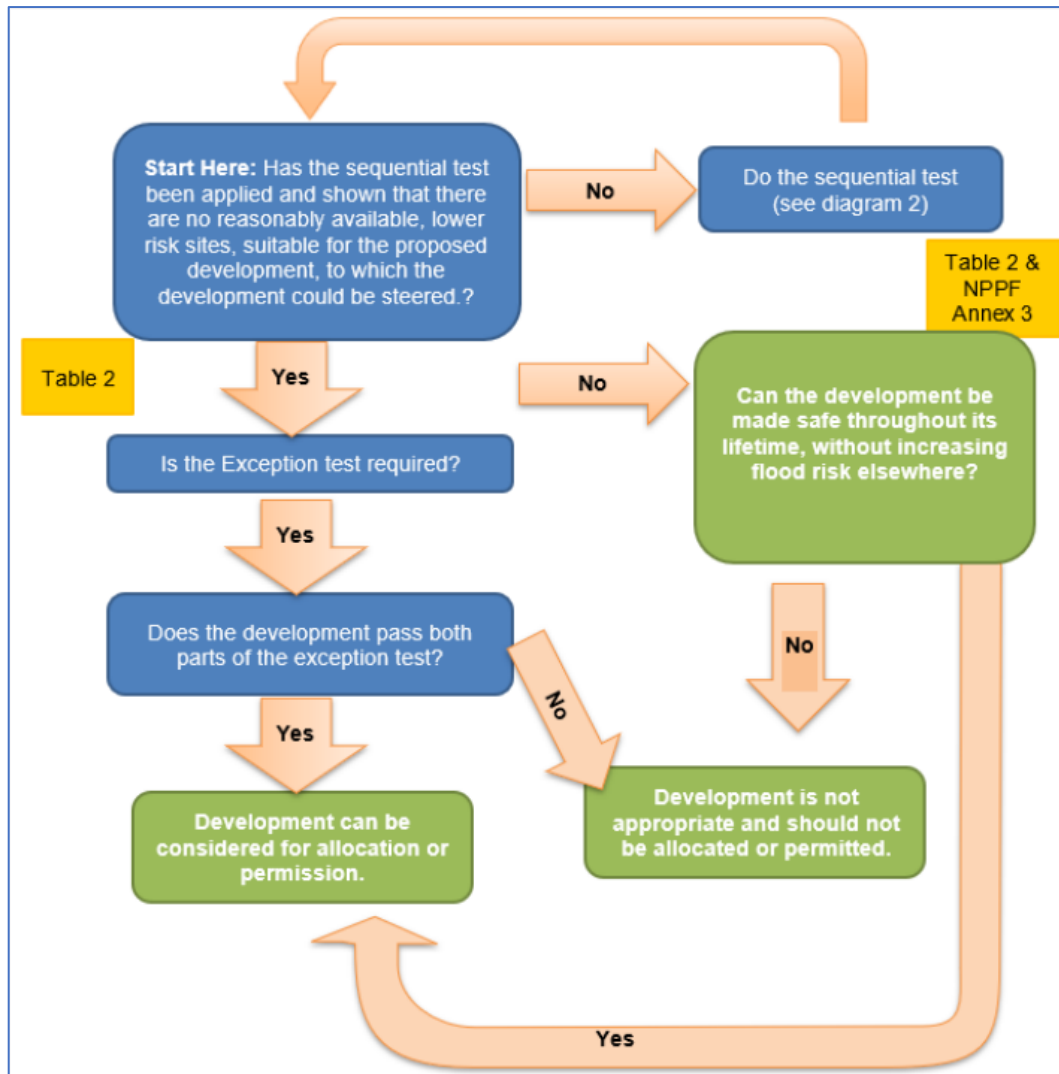 Start Here: Has the sequential test
been applied and shown that there
are no reasonably available, lower
risk sites, suitable for the proposed
development, to which the
development could be steered.?
No
Do the sequential test
(see diagram 2)
Table 2 &
NPPF
Annex 3
Table 2
Yes
No
Can the development be
made safe throughout its
lifetime, without increasing
flood risk elsewhere?
Is the Exception test required?
Yes
Does the development pass both
parts of the exception test?
No
No
Yes
Development can be
considered for allocation or
permission.
Development is not
appropriate and should not
be allocated or permitted.
Yes